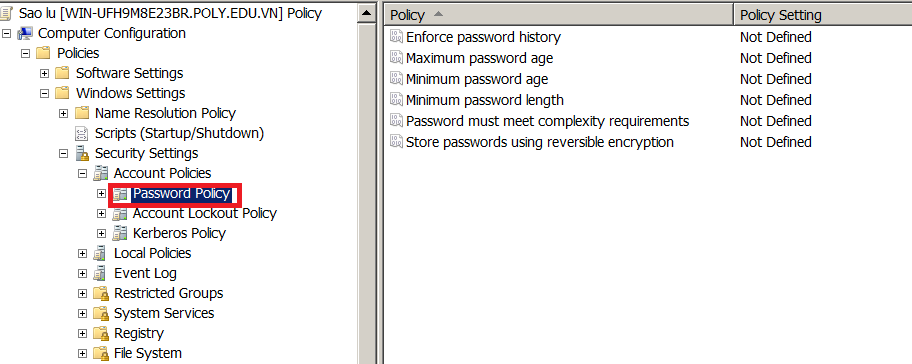 Sao lu [WIN-UFH9M8E23BR.POLY.EDU.VN] Policy
Computer Configuration
Policies
Software Settings
Windows Settings
Name Resolution Policy
Scripts (Startup/Shutdown)
Security Settings
Account Policies
Password Policy
Account Lockout Policy
Kerberos Policy
Local Policies
Event Log
Restricted Groups
System Services
Registry
File System
Policy Policy Setting
Enforce password history Not Defined
Maximum password age Not Defined
Minimum password age Not Defined
Minimum password length Not Defined
Password must meet complexity requirements Not Defined
Store passwords using reversible encryption Not Defined